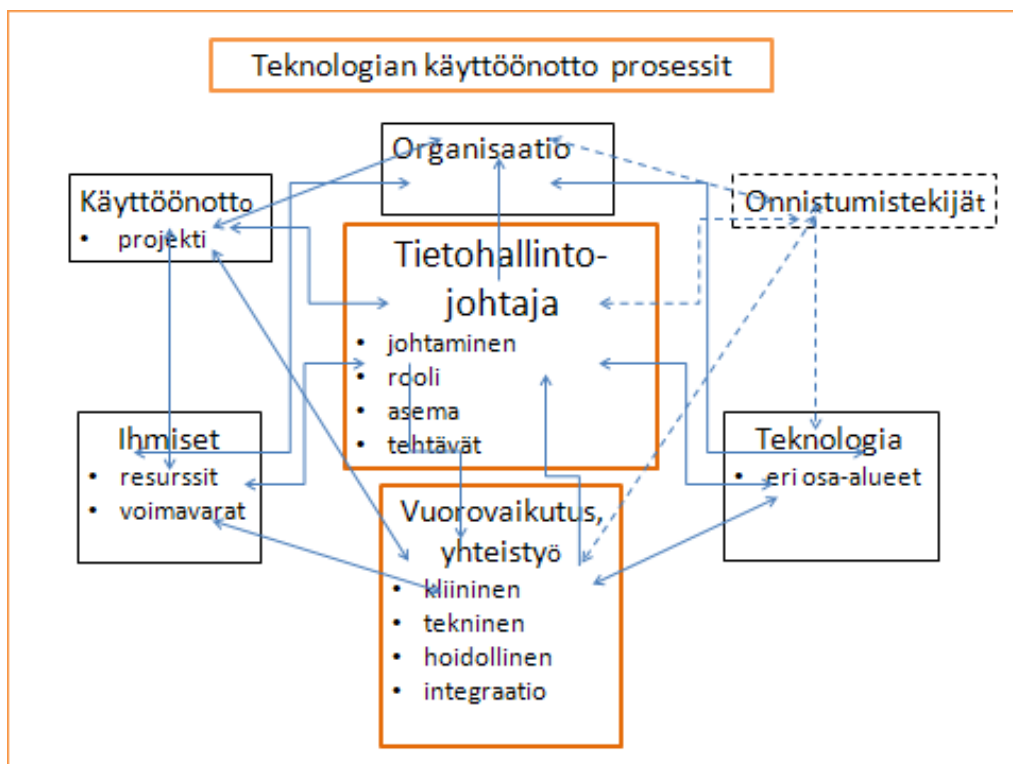 Teknologian käyttöönotto prosessit
Organisaatio
Käyttöönotto
• projekti
Onnistumistekijät
Tietohallinto-
johtaja
• johtaminen
• rooli
• asema
• tehtävät
Ihmiset
• resurssit
• voimavarat
Teknologia
• eri osa-alueet
Vuorovaikutus,
yhteistyö
• kliininen
• tekninen
• hoidollinen
• integraatio